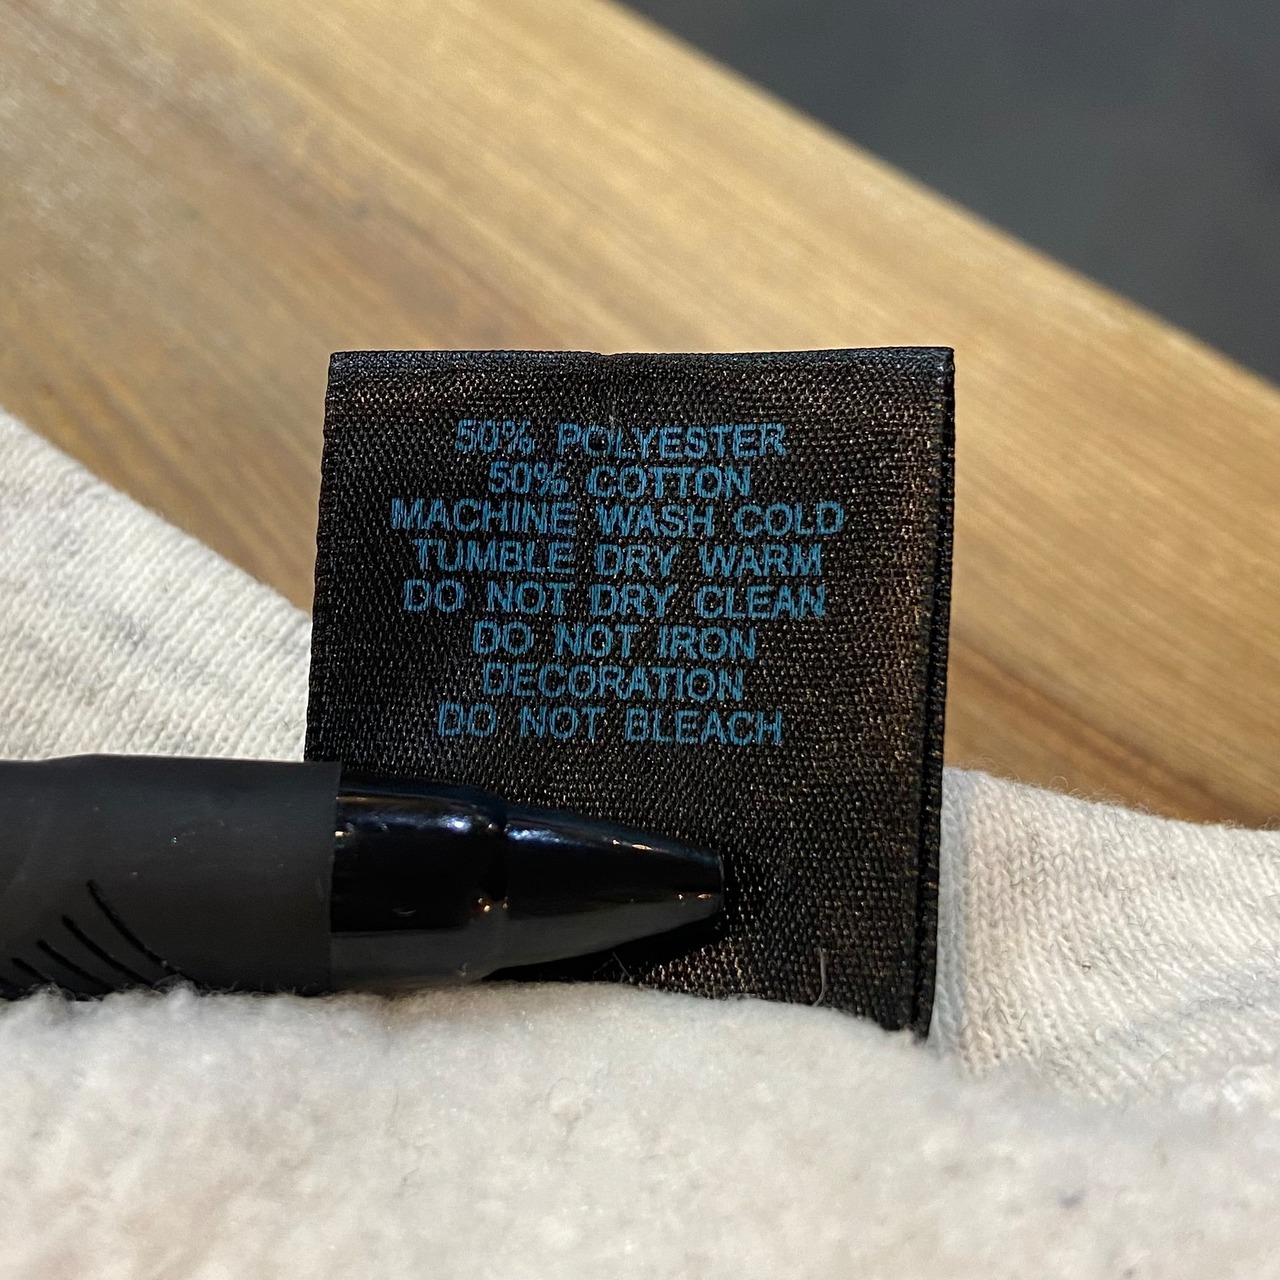 50% POLYESTER
50% COTTON
MACHINE WASH COLD
TUMBLE DRY WARM
DO NOT DRY CLEAN
DO NOT IRON
DECORATION
DO NOT BLEACH